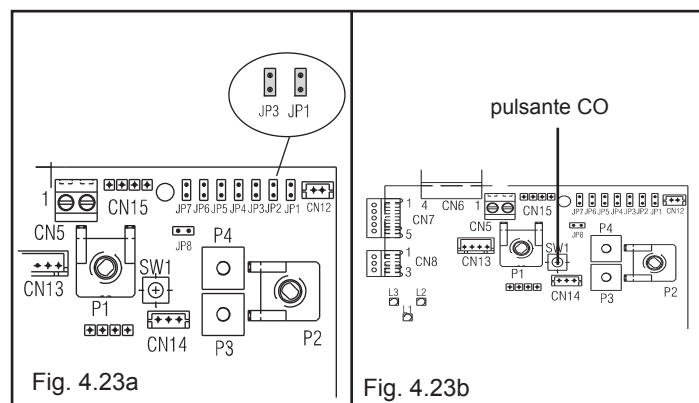 JP3 JP1
1
CN5
CN15
JP7 JP6 JP5 JP4 JP3 JP2 JP1
CN12
JP8
P4
CN13
P1
SW1
CN14
P3
P2
Fig. 4.23a
pulsante CO
4 CN6 1
1
CN7
5
CN5
CN15
JP7 JP6 JP5 JP4 JP3 JP2 JP1
CN12
JP8
P4
1
CN8
3
CN13
P1
SW1
CN14
P3
P2
L3 L2
L1
Fig. 4.23b